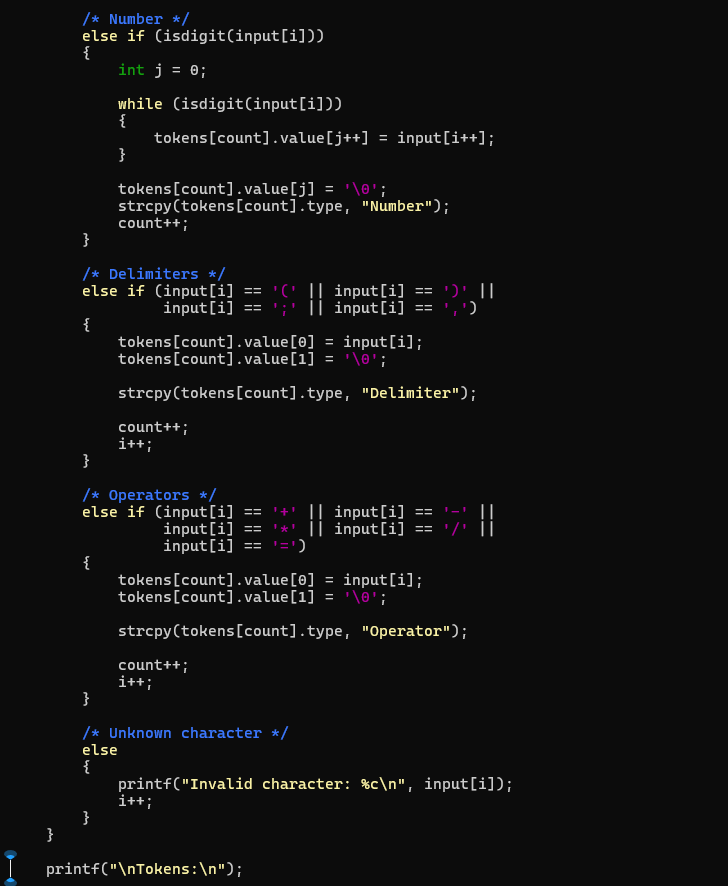 /* Number */
        else if (isdigit(input[i]))
        {
            int j = 0;

            while (isdigit(input[i]))
            {
                tokens[count].value[j++] = input[i++];
            }

            tokens[count].value[j] = '\0';
            strcpy(tokens[count].type, "Number");
            count++;
        }

        /* Delimiters */
        else if (input[i] == '(' || input[i] == ')' ||
                 input[i] == ';' || input[i] == ',')
        {
            tokens[count].value[0] = input[i];
            tokens[count].value[1] = '\0';

            strcpy(tokens[count].type, "Delimiter");

            count++;
            i++;
        }

        /* Operators */
        else if (input[i] == '+' || input[i] == '-' ||
                 input[i] == '*' || input[i] == '/' ||
                 input[i] == '=')
        {
            tokens[count].value[0] = input[i];
            tokens[count].value[1] = '\0';

            strcpy(tokens[count].type, "Operator");

            count++;
            i++;
        }

        /* Unknown character */
        else
        {
            printf("Invalid character: %c\n", input[i]);
            i++;
        }
    }

    printf("\nTokens:\n");